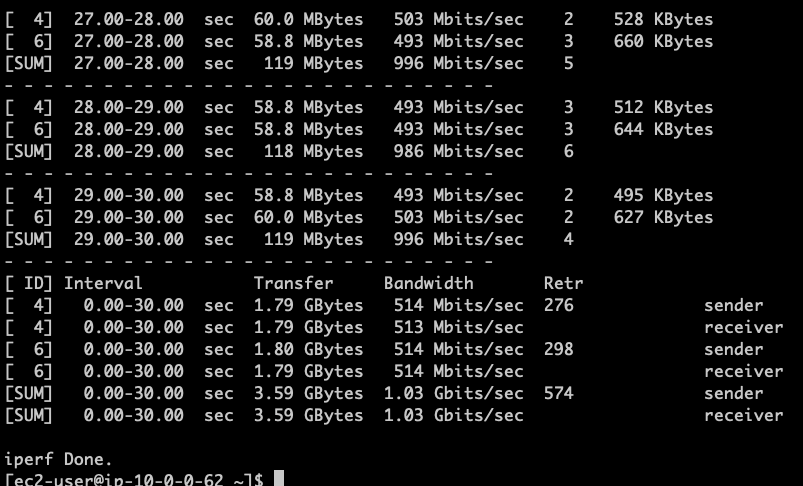 [  4]  27.00-28.00  sec  60.0 MBytes   503 Mbits/sec    2    528 KBytes
[  6]  27.00-28.00  sec  58.8 MBytes   493 Mbits/sec    3    660 KBytes
[SUM]  27.00-28.00  sec   119 MBytes   996 Mbits/sec    5
- - - - - - - - - - - - - - - - - - - - - - - - -
[  4]  28.00-29.00  sec  58.8 MBytes   493 Mbits/sec    3    512 KBytes
[  6]  28.00-29.00  sec  58.8 MBytes   493 Mbits/sec    3    644 KBytes
[SUM]  28.00-29.00  sec   118 MBytes   986 Mbits/sec    6
- - - - - - - - - - - - - - - - - - - - - - - - -
[  4]  29.00-30.00  sec  58.8 MBytes   493 Mbits/sec    2    495 KBytes
[  6]  29.00-30.00  sec  60.0 MBytes   503 Mbits/sec    2    627 KBytes
[SUM]  29.00-30.00  sec   119 MBytes   996 Mbits/sec    4
- - - - - - - - - - - - - - - - - - - - - - - - -
[ ID] Interval           Transfer     Bandwidth       Retr
[  4]   0.00-30.00  sec  1.79 GBytes   514 Mbits/sec  276             sender
[  4]   0.00-30.00  sec  1.79 GBytes   513 Mbits/sec                  receiver
[  6]   0.00-30.00  sec  1.80 GBytes   514 Mbits/sec  298             sender
[  6]   0.00-30.00  sec  1.79 GBytes   514 Mbits/sec                  receiver
[SUM]   0.00-30.00  sec  3.59 GBytes  1.03 Gbits/sec  574             sender
[SUM]   0.00-30.00  sec  3.59 GBytes  1.03 Gbits/sec                  receiver
iperf Done.
[ec2-user@ip-10-0-0-62 ~]$